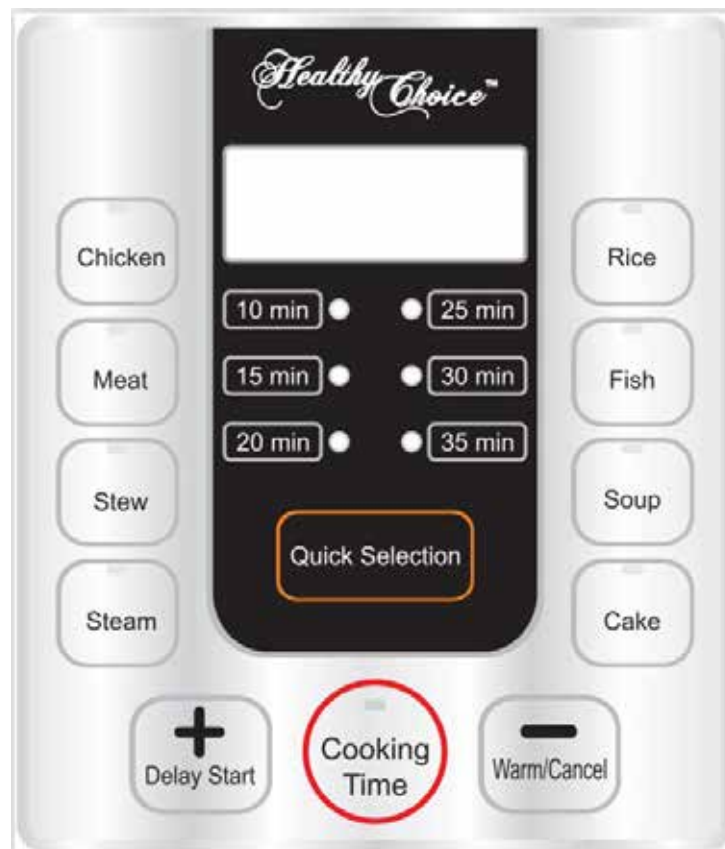 Healthy Choice™
Chicken
Rice
10 min
25 min
Meat
15 min
30 min
Fish
20 min
35 min
Stew
Soup
Quick Selection
Steam
Cake
+
Delay Start
Cooking
Time
−
Warm/Cancel